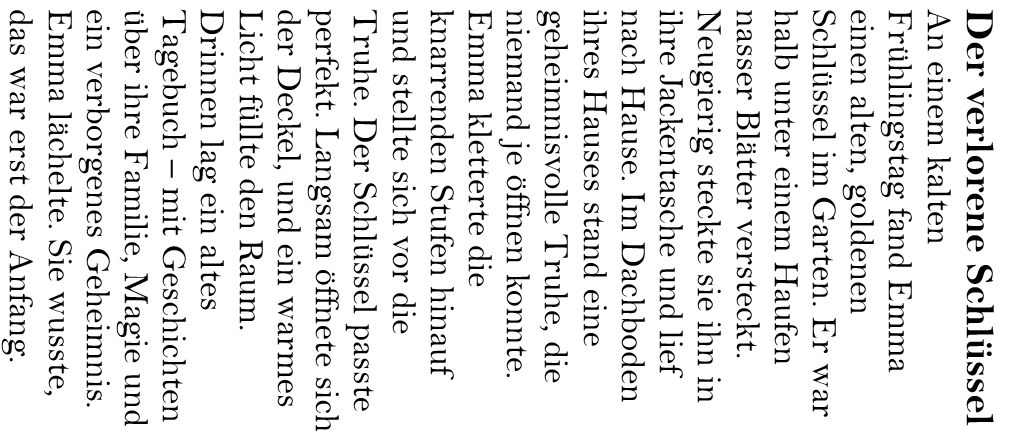 Der verlorene Schlüssel
An einem kalten
Frühlingstag fand Emma
einen alten, goldenen
Schlüssel im Garten. Er war
halb unter einem Haufen
nasser Blätter versteckt.
Neugierig steckte sie ihn in
ihre Jackentasche und lief
nach Hause. Im Dachboden
ihres Hauses stand eine
geheimnisvolle Truhe, die
niemand je öffnen konnte.
Emma kletterte die
knarrenden Stufen hinauf
und stellte sich vor die
Truhe. Der Schlüssel passte
perfekt. Langsam öffnete sich
der Deckel, und ein warmes
Licht füllte den Raum.
Drinnen lag ein altes
Tagebuch – mit Geschichten
über ihre Familie, Magie und
ein verborgenes Geheimnis.
Emma lächelte. Sie wusste,
das war erst der Anfang.